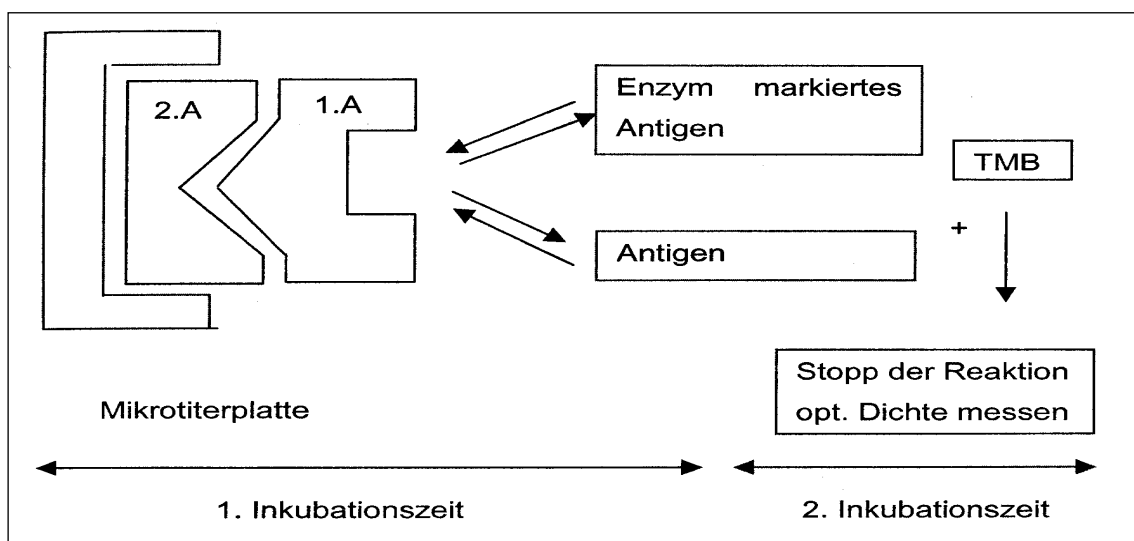 2.A
1.A
Enzym markiertes
Antigen
TMB
+
Antigen
Stopp der Reaktion
opt. Dichte messen
Mikrotiterplatte
1. Inkubationszeit
2. Inkubationszeit